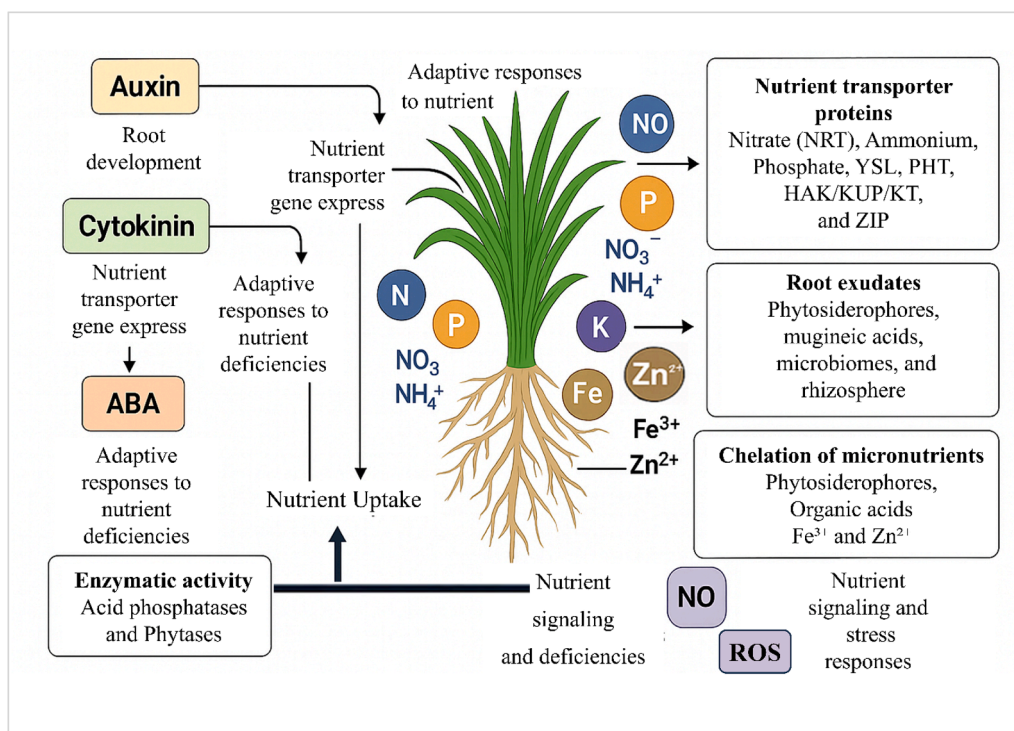 Auxin
Root
development
Cytokinin
Nutrient
transporter
gene express
ABA
Adaptive
responses to
nutrient
deficiencies
Enzymatic activity
Acid phosphatases
and Phytases
Adaptive
responses to
nutrient
deficiencies
Nutrient
transporter
gene express
Nutrient Uptake
Adaptive responses
to nutrient
N
P
NO₃
NH₄⁺
NO
P
NO₃⁻
NH₄⁺
K
Fe
Zn²⁺
Fe³⁺
Zn²⁺
Nutrient
signaling
and deficiencies
Nutrient transporter
proteins
Nitrate (NRT), Ammonium,
Phosphate, YSL, PHT,
HAK/KUP/KT,
and ZIP
Root exudates
Phytosiderophores,
mugineic acids,
microbiomes, and
rhizosphere
Chelation of micronutrients
Phytosiderophores,
Organic acids
Fe³⁺ and Zn²⁺
NO
ROS
Nutrient
signaling and
stress
responses